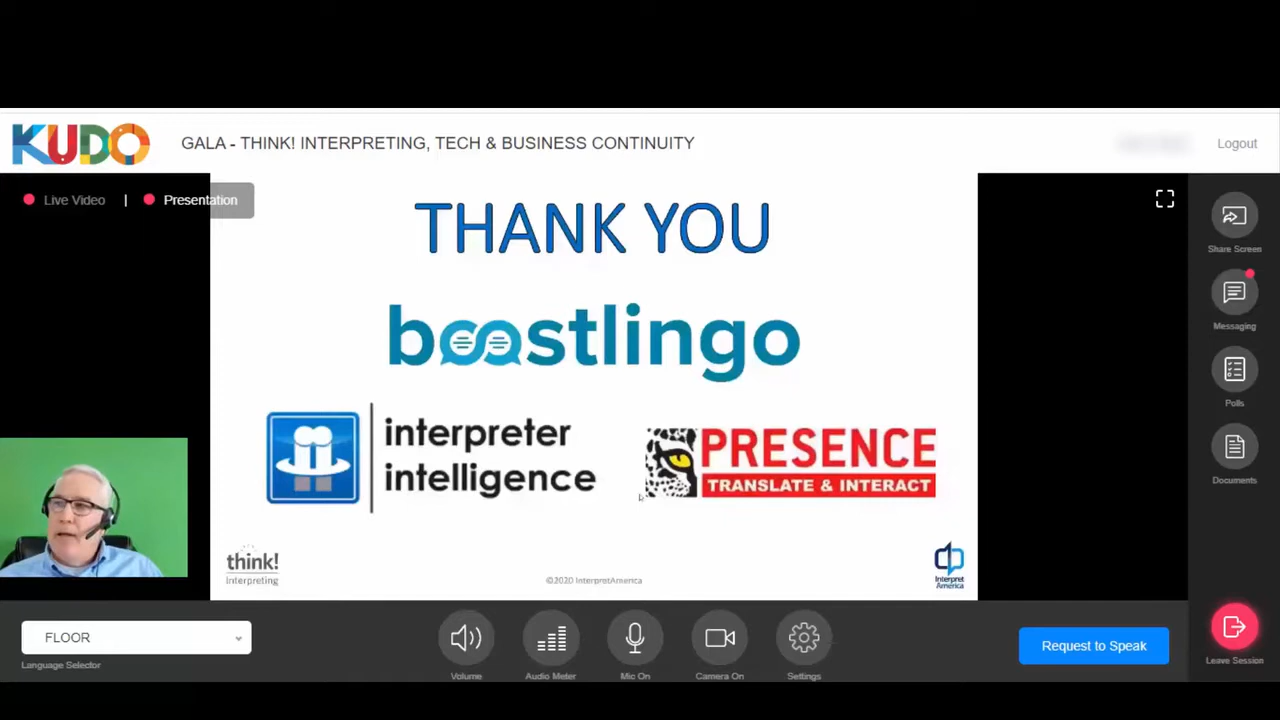 KUDO
GALA - THINK! INTERPRETING, TECH & BUSINESS CONTINUITY
Logout
Live Video | Presentation
THANK YOU
boostlingo
interpreter
intelligence
PRESENCE
TRANSLATE & INTERACT
think!
interpreting
©2020 InterpretAmerica
Interpret
America
Share Screen
Messaging
Polls
Documents
Leave Session
FLOOR
Language Selector
Volume
Audio Meter
Mic On
Camera On
Settings
Request to Speak